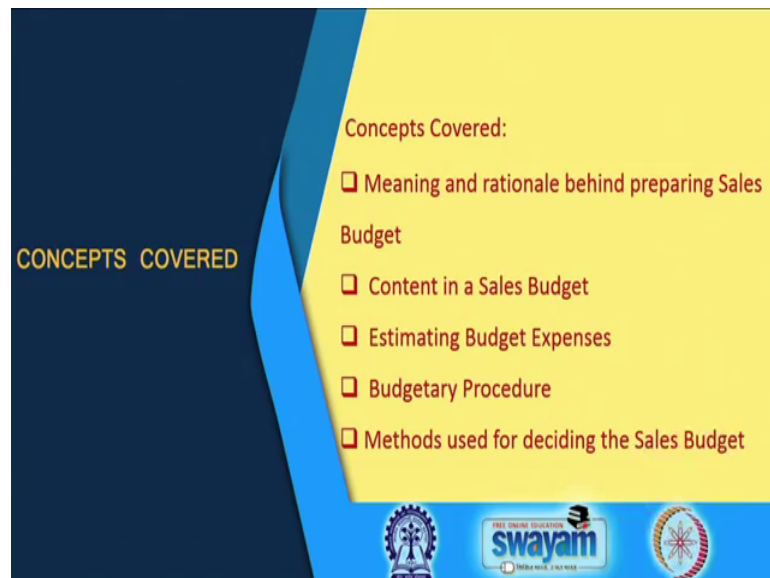 CONCEPTS COVERED
Concepts Covered:
❑ Meaning and rationale behind preparing Sales
Budget
❑ Content in a Sales Budget
❑ Estimating Budget Expenses
❑ Budgetary Procedure
❑ Methods used for deciding the Sales Budget
FREE ONLINE EDUCATION
swayam